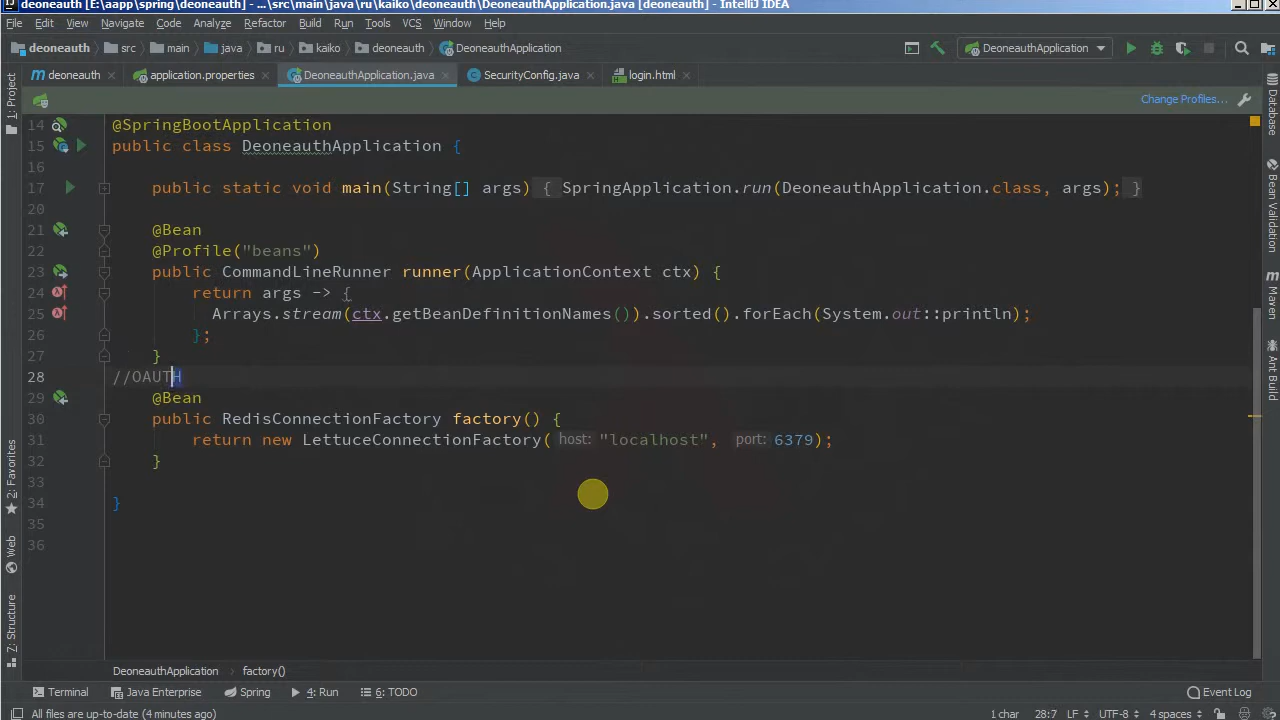 deoneauth [E:\aapp\spring\deoneauth] - ...\src\main\java\ru\kaiko\deoneauth\DeoneauthApplication.java [deoneauth] - IntelliJ IDEA
File Edit View Navigate Code Analyze Refactor Build Run Tools VCS Window Help
deoneauth src main java ru kaiko deoneauth DeoneauthApplication DeoneauthApplication
deoneauth application.properties DeoneauthApplication.java SecurityConfig.java login.html
Change Profiles...
14 @SpringBootApplication
15 public class DeoneauthApplication {
16
17 public static void main(String[] args) { SpringApplication.run(DeoneauthApplication.class, args); }
20
21 @Bean
22 @Profile("beans")
23 public CommandLineRunner runner(ApplicationContext ctx) {
24 return args -> {
25 Arrays.stream(ctx.getBeanDefinitionNames()).sorted().forEach(System.out::println);
26 };
27 }
28 //OAUTH
29 @Bean
30 public RedisConnectionFactory factory() {
31 return new LettuceConnectionFactory( host: "localhost", port: 6379);
32 }
33
34 }
35
36
1: Project
2: Favorites
Web
7: Structure
Database
Bean Validation
Maven
Ant Build
DeoneauthApplication factory()
Terminal Java Enterprise Spring 4: Run 6: TODO Event Log
All files are up-to-date (4 minutes ago) 1 char 28:7 LF UTF-8 4 spaces